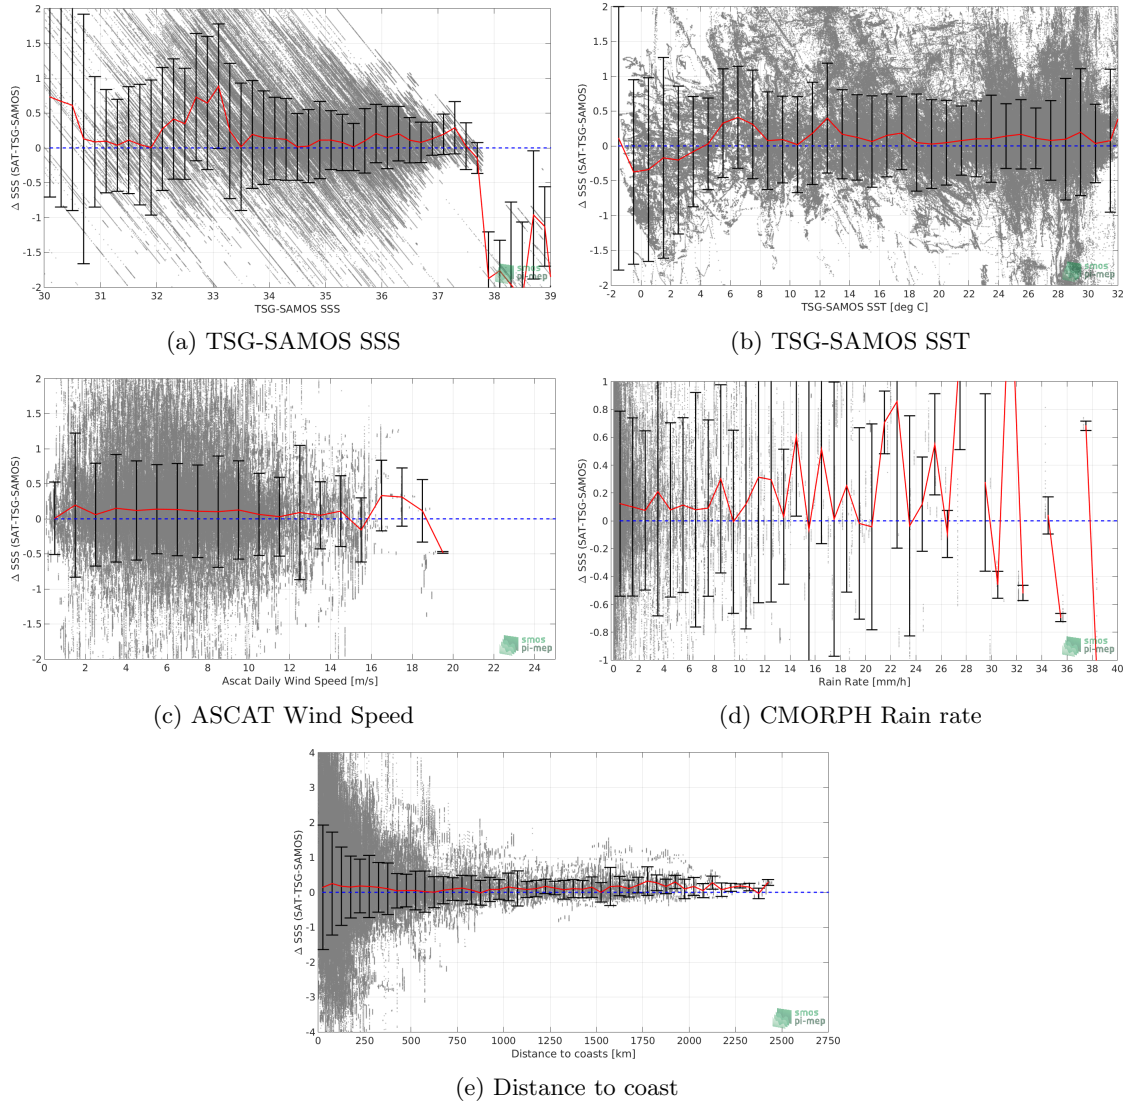 2
1.5
1
0.5
0
-0.5
-1
-1.5
-2
Δ SSS (SAT-TSG-SAMOS)
30 31 32 33 34 35 36 37 38 39
TSG-SAMOS SSS
smos
pi-mep
(a) TSG-SAMOS SSS
2
1.5
1
0.5
0
-0.5
-1
-1.5
-2
Δ SSS (SAT-TSG-SAMOS)
-2 0 2 4 6 8 10 12 14 16 18 20 22 24 26 28 30 32
TSG-SAMOS SST [deg C]
smos
pi-mep
(b) TSG-SAMOS SST
2
1.5
1
0.5
0
-0.5
-1
-1.5
-2
Δ SSS (SAT-TSG-SAMOS)
0 2 4 6 8 10 12 14 16 18 20 22 24
Ascat Daily Wind Speed [m/s]
smos
pi-mep
(c) ASCAT Wind Speed
1
0.8
0.6
0.4
0.2
0
-0.2
-0.4
-0.6
-0.8
-1
Δ SSS (SAT-TSG-SAMOS)
0 2 4 6 8 10 12 14 16 18 20 22 24 26 28 30 32 34 36 38 40
Rain Rate [mm/h]
smos
pi-mep
(d) CMORPH Rain rate
4
3
2
1
0
-1
-2
-3
-4
Δ SSS (SAT-TSG-SAMOS)
0 250 500 750 1000 1250 1500 1750 2000 2250 2500 2750
Distance to coasts [km]
smos
pi-mep
(e) Distance to coast